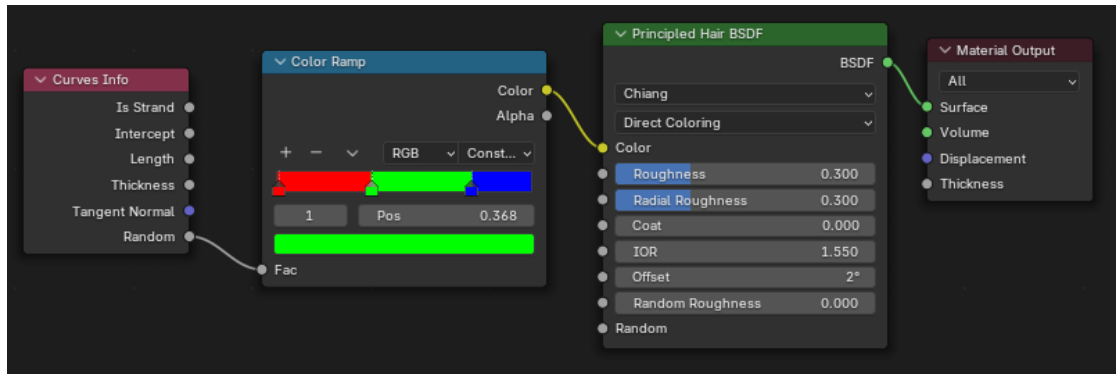 Curves Info
Is Strand
Intercept
Length
Thickness
Tangent Normal
Random
Color Ramp
Color
Alpha
+ −
RGB
Const...
1
Pos 0.368
Fac
Principled Hair BSDF
BSDF
Chiang
Direct Coloring
Color
Roughness 0.300
Radial Roughness 0.300
Coat 0.000
IOR 1.550
Offset 2°
Random Roughness 0.000
Random
Material Output
All
Surface
Volume
Displacement
Thickness